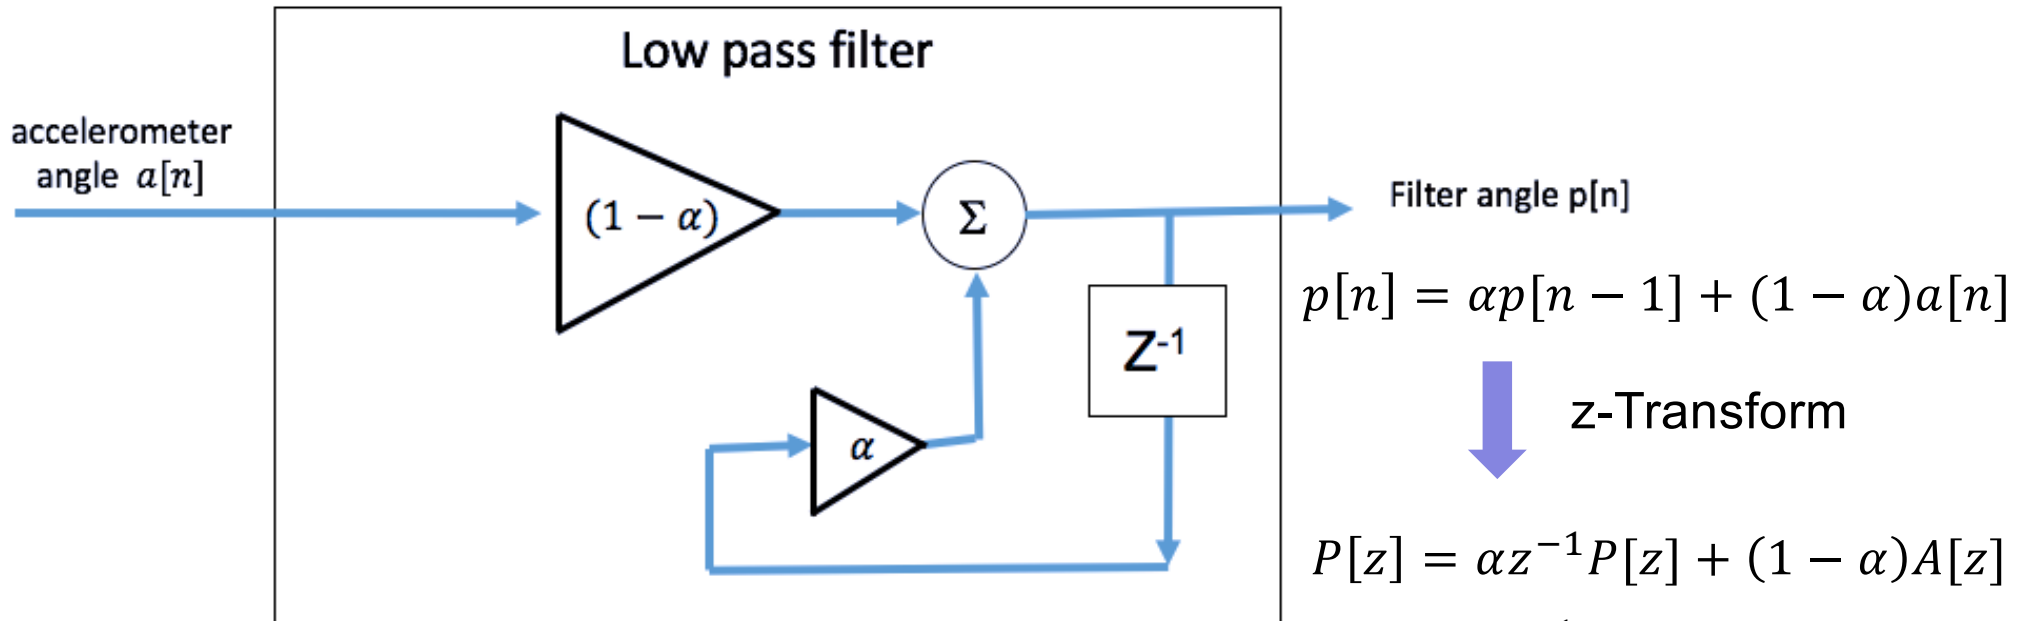 Low pass filter
accelerometer
angle a[n]
(1 − α)
Σ
Filter angle p[n]
p[n] = αp[n − 1] + (1 − α)a[n]
Z⁻¹
z-Transform
α
P[z] = αz⁻¹P[z] + (1 − α)A[z]